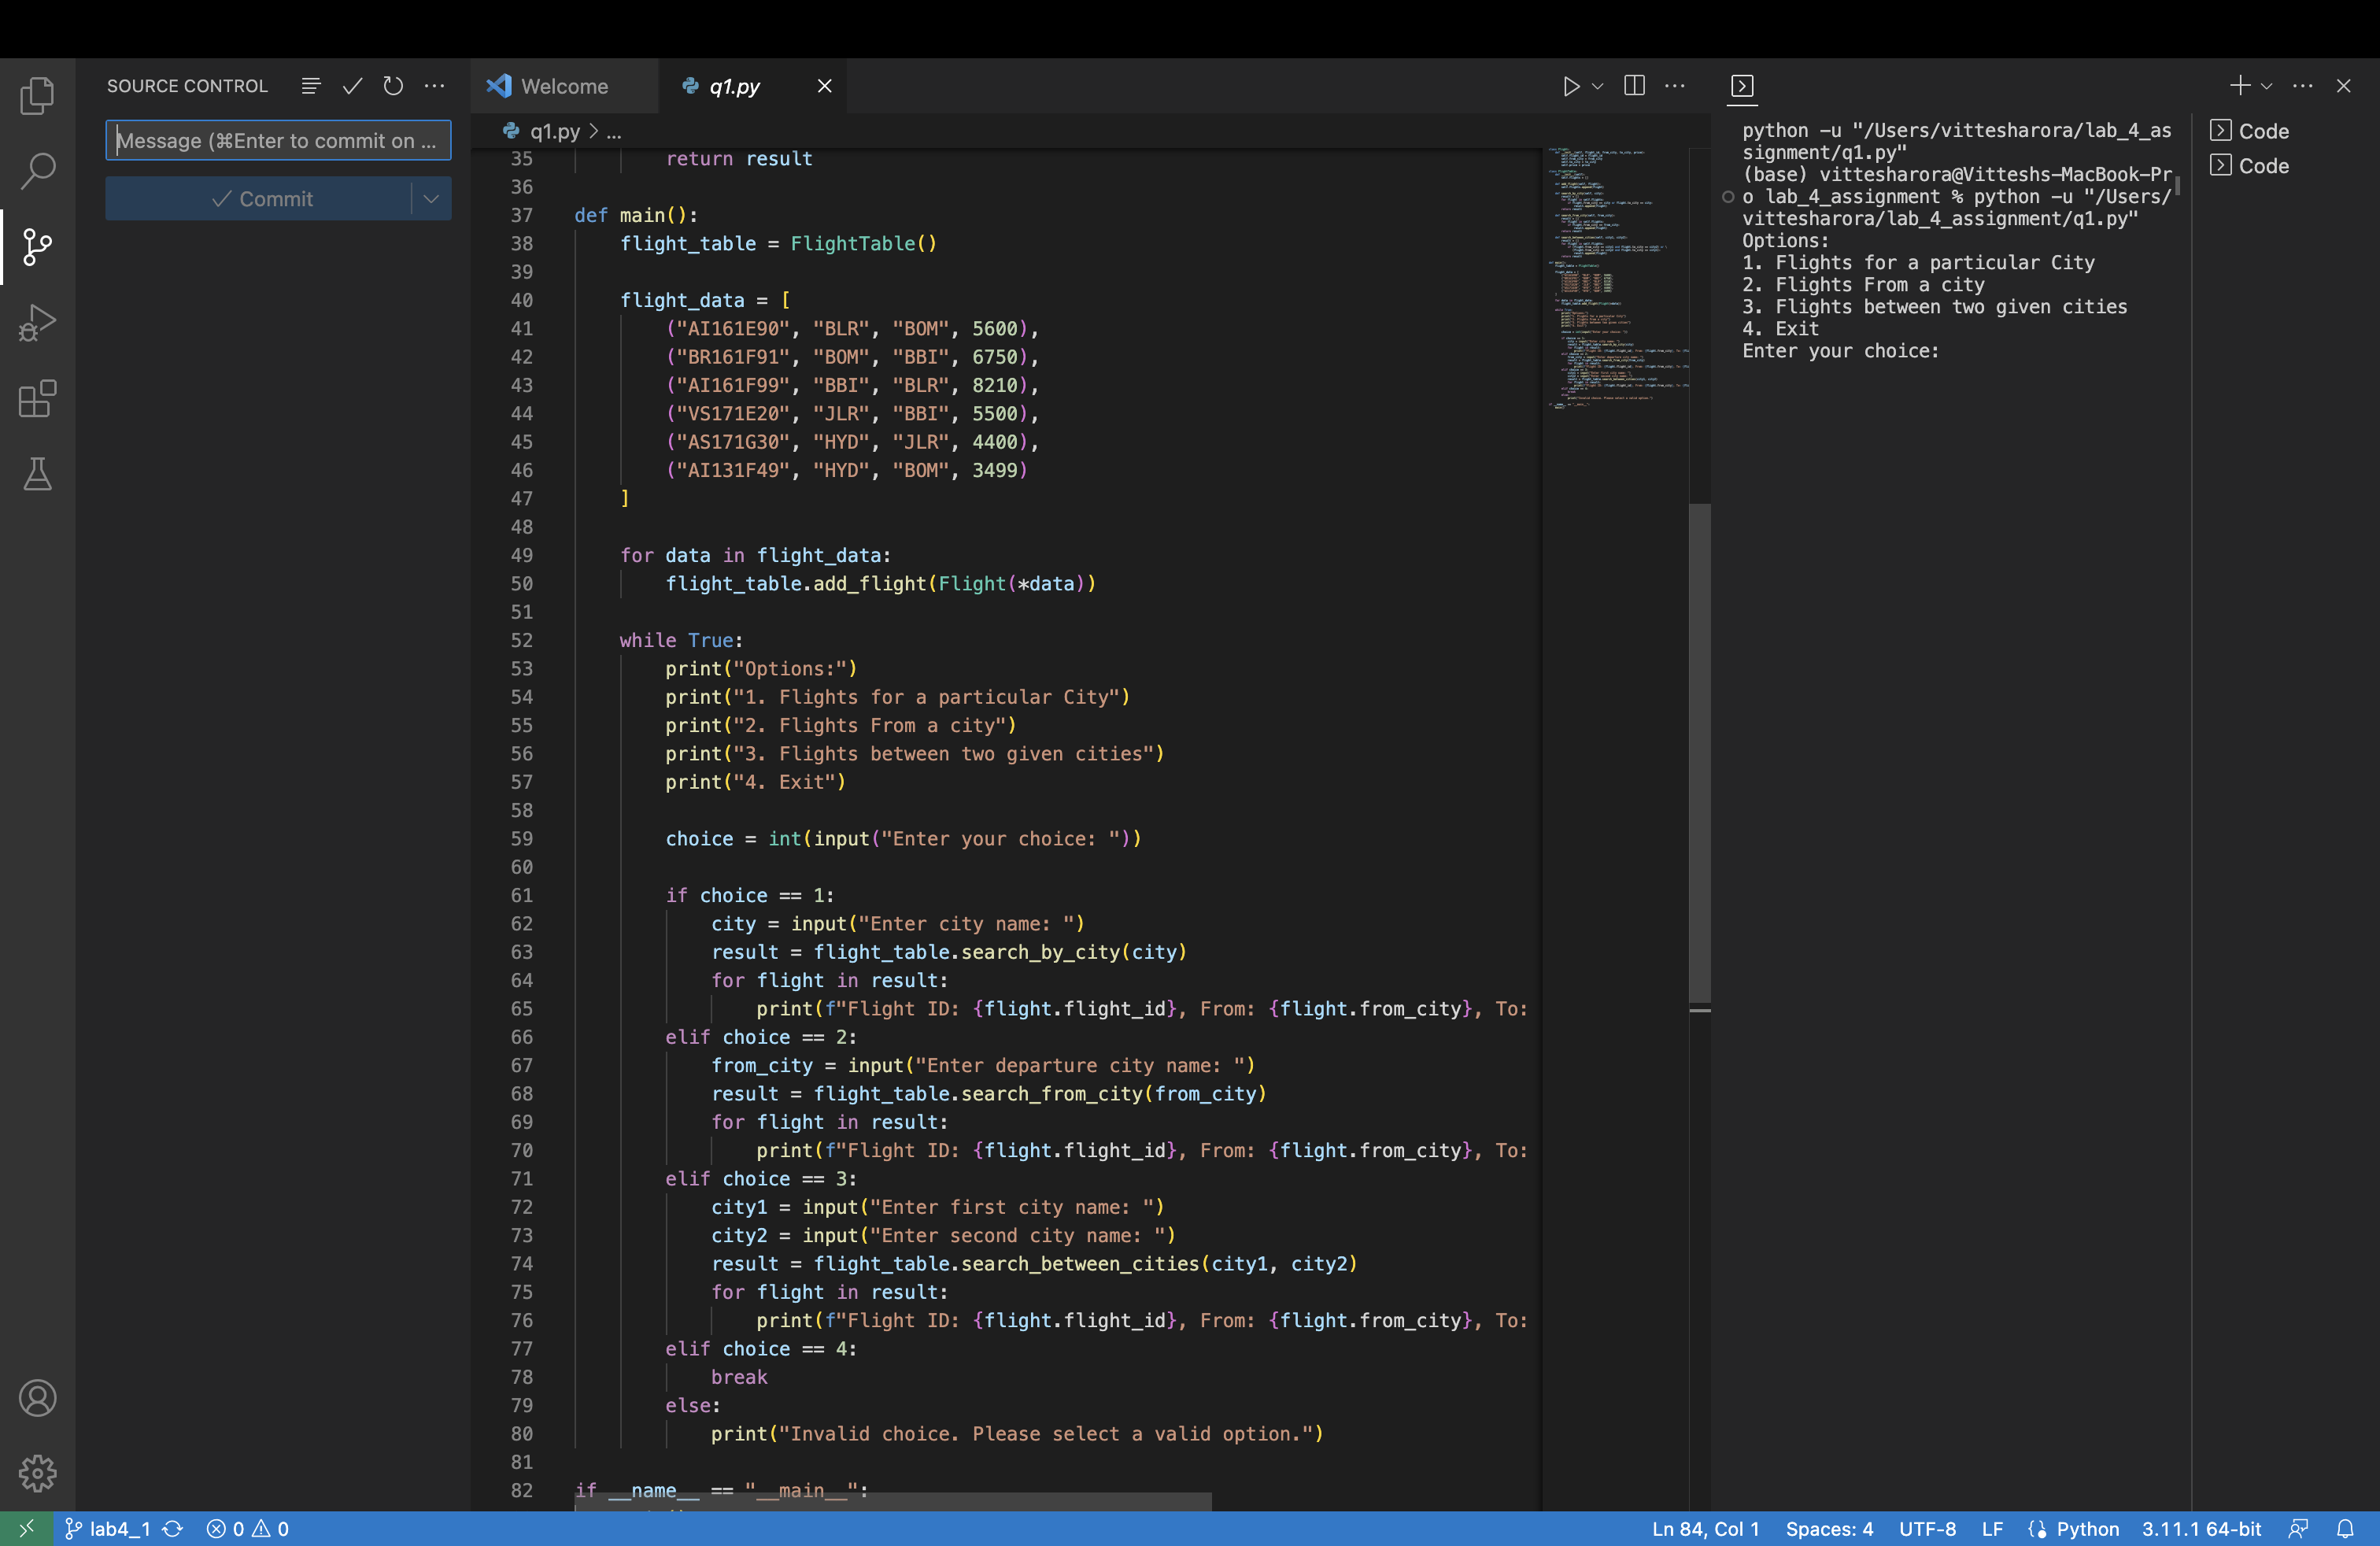 SOURCE CONTROL
Message (⌘Enter to commit on ...
Commit
Welcome
q1.py
q1.py > ...
35 return result
36
37 def main():
38 flight_table = FlightTable()
39
40 flight_data = [
41 ("AI161E90", "BLR", "BOM", 5600),
42 ("BR161F91", "BOM", "BBI", 6750),
43 ("AI161F99", "BBI", "BLR", 8210),
44 ("VS171E20", "JLR", "BBI", 5500),
45 ("AS171G30", "HYD", "JLR", 4400),
46 ("AI131F49", "HYD", "BOM", 3499)
47 ]
48
49 for data in flight_data:
50 flight_table.add_flight(Flight(*data))
51
52 while True:
53 print("Options:")
54 print("1. Flights for a particular City")
55 print("2. Flights From a city")
56 print("3. Flights between two given cities")
57 print("4. Exit")
58
59 choice = int(input("Enter your choice: "))
60
61 if choice == 1:
62 city = input("Enter city name: ")
63 result = flight_table.search_by_city(city)
64 for flight in result:
65 print(f"Flight ID: {flight.flight_id}, From: {flight.from_city}, To:
66 elif choice == 2:
67 from_city = input("Enter departure city name: ")
68 result = flight_table.search_from_city(from_city)
69 for flight in result:
70 print(f"Flight ID: {flight.flight_id}, From: {flight.from_city}, To:
71 elif choice == 3:
72 city1 = input("Enter first city name: ")
73 city2 = input("Enter second city name: ")
74 result = flight_table.search_between_cities(city1, city2)
75 for flight in result:
76 print(f"Flight ID: {flight.flight_id}, From: {flight.from_city}, To:
77 elif choice == 4:
78 break
79 else:
80 print("Invalid choice. Please select a valid option.")
81
82 if __name__ == "__main__":
python -u "/Users/vittesharora/lab_4_as
signment/q1.py"
(base) vittesharora@Vitteshs-MacBook-Pr
o lab_4_assignment % python -u "/Users/
vittesharora/lab_4_assignment/q1.py"
Options:
1. Flights for a particular City
2. Flights From a city
3. Flights between two given cities
4. Exit
Enter your choice:
Code
Code
lab4_1 0 0
Ln 84, Col 1 Spaces: 4 UTF-8 LF Python 3.11.1 64-bit